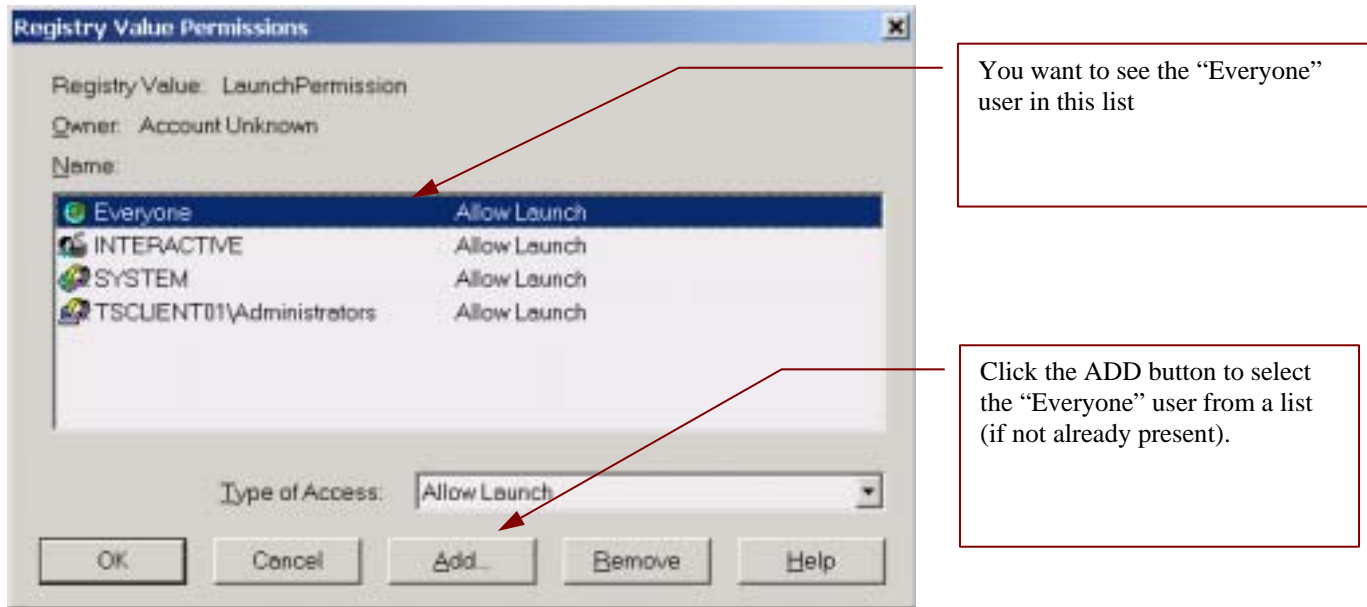 Registry Value Permissions
Registry Value: LaunchPermission
Owner: Account Unknown
Name:
Everyone Allow Launch
INTERACTIVE Allow Launch
SYSTEM Allow Launch
TSCLIENT01\Administrators Allow Launch
Type of Access: Allow Launch
OK Cancel Add... Remove Help
You want to see the “Everyone”
user in this list
Click the ADD button to select
the “Everyone” user from a list
(if not already present).